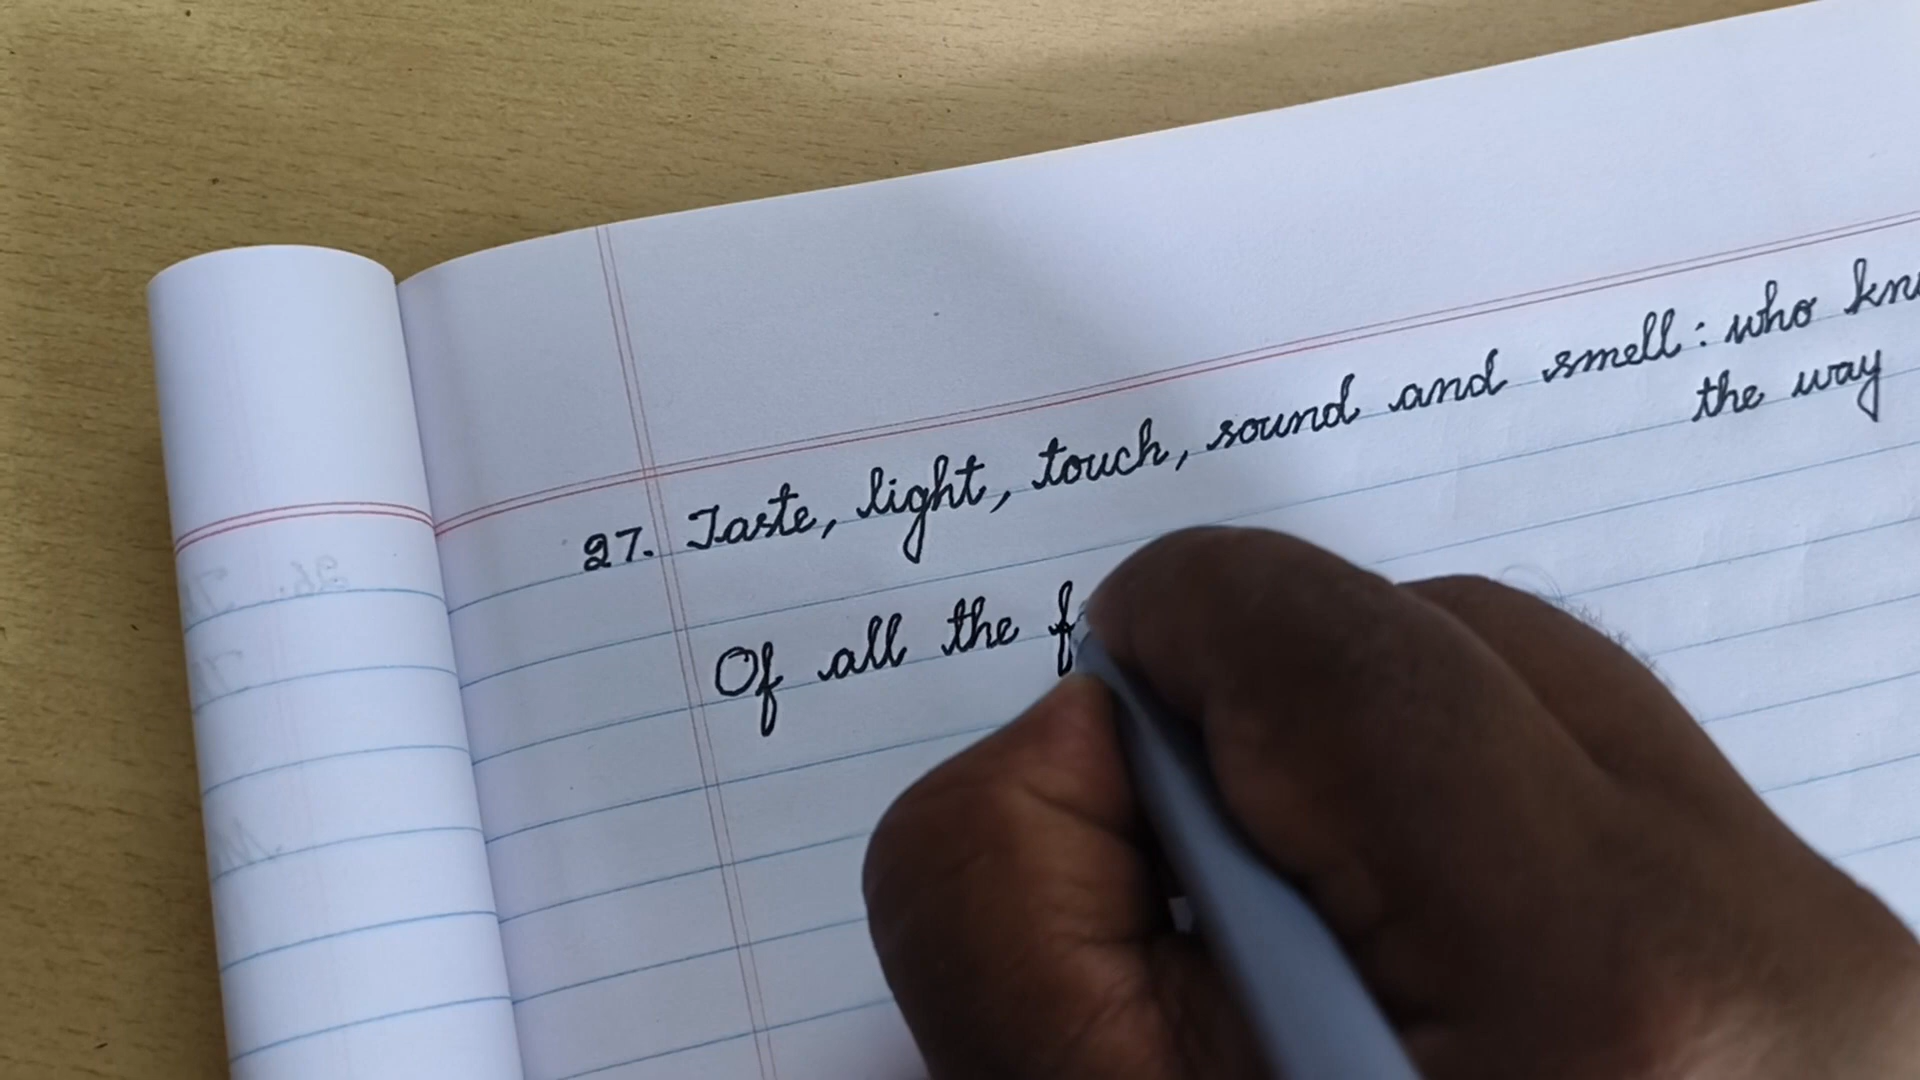 27. Taste, light, touch, sound and smell: who
the way
Of all the